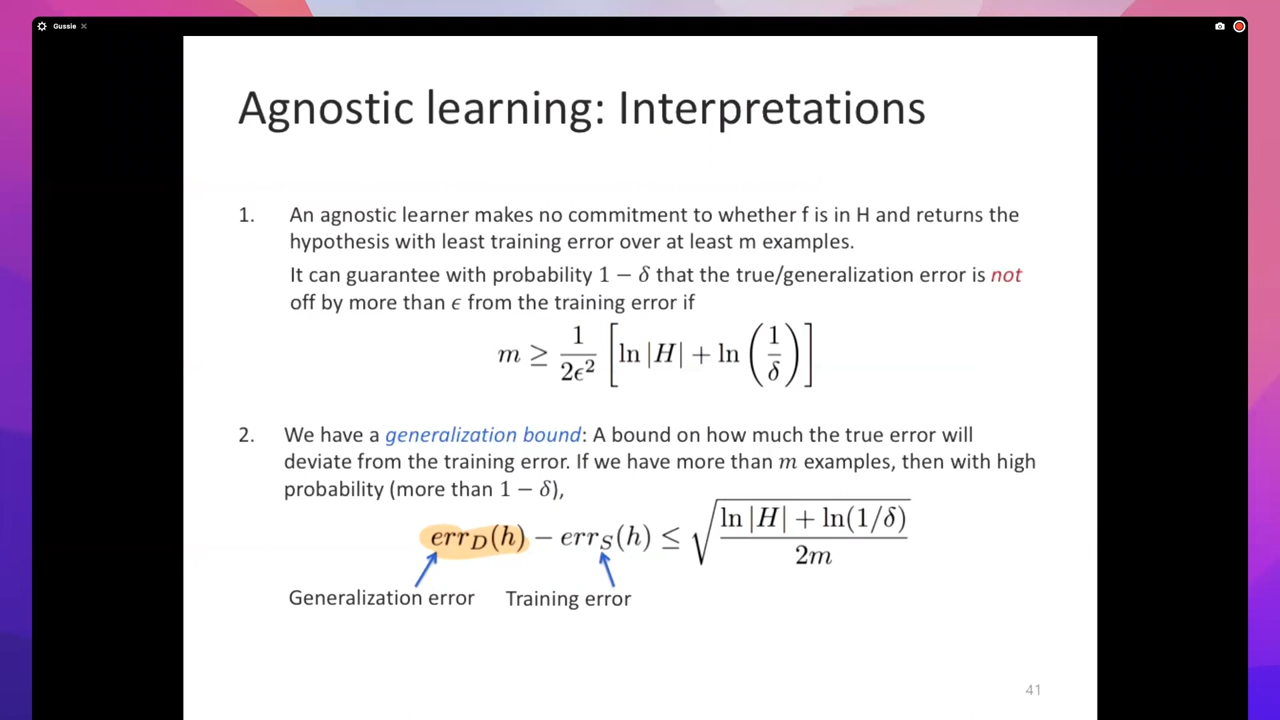 Gussie
Agnostic learning: Interpretations
1. An agnostic learner makes no commitment to whether f is in H and returns the
hypothesis with least training error over at least m examples.
It can guarantee with probability 1 − δ that the true/generalization error is not
off by more than ϵ from the training error if
m ≥ 1/(2ϵ²) [ln |H| + ln (1/δ)]
2. We have a generalization bound: A bound on how much the true error will
deviate from the training error. If we have more than m examples, then with high
probability (more than 1 − δ),
err_D(h) − err_S(h) ≤ √((ln |H| + ln(1/δ))/(2m))
Generalization error Training error
41